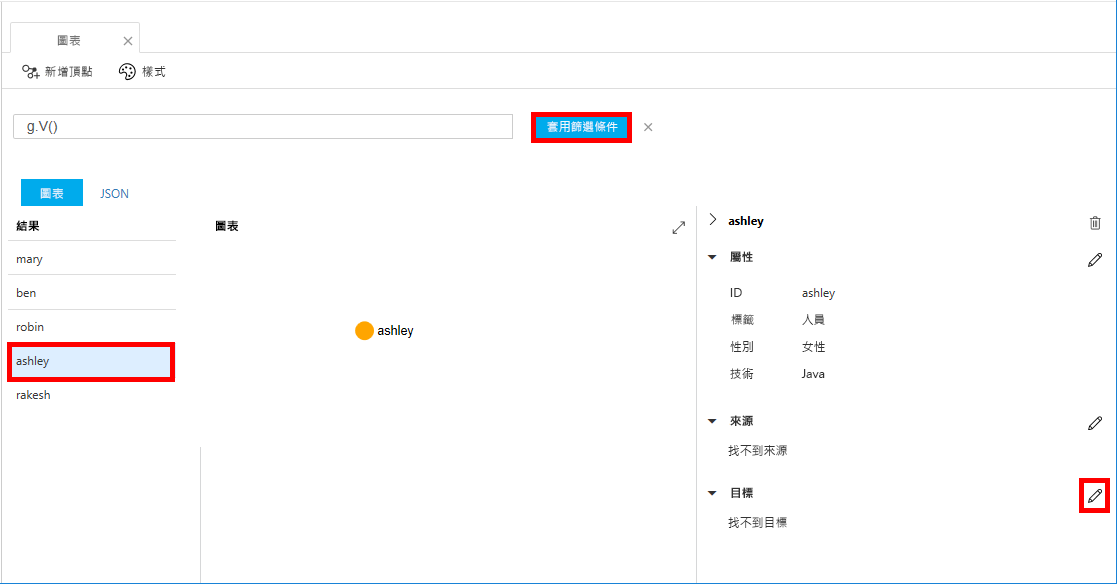 圖表
新增頂點 樣式
g.V()
套用篩選條件
圖表 JSON
結果
mary
ben
robin
ashley
rakesh
圖表
ashley
ashley
屬性
ID ashley
標籤 人員
性別 女性
技術 Java
來源
找不到來源
目標
找不到目標